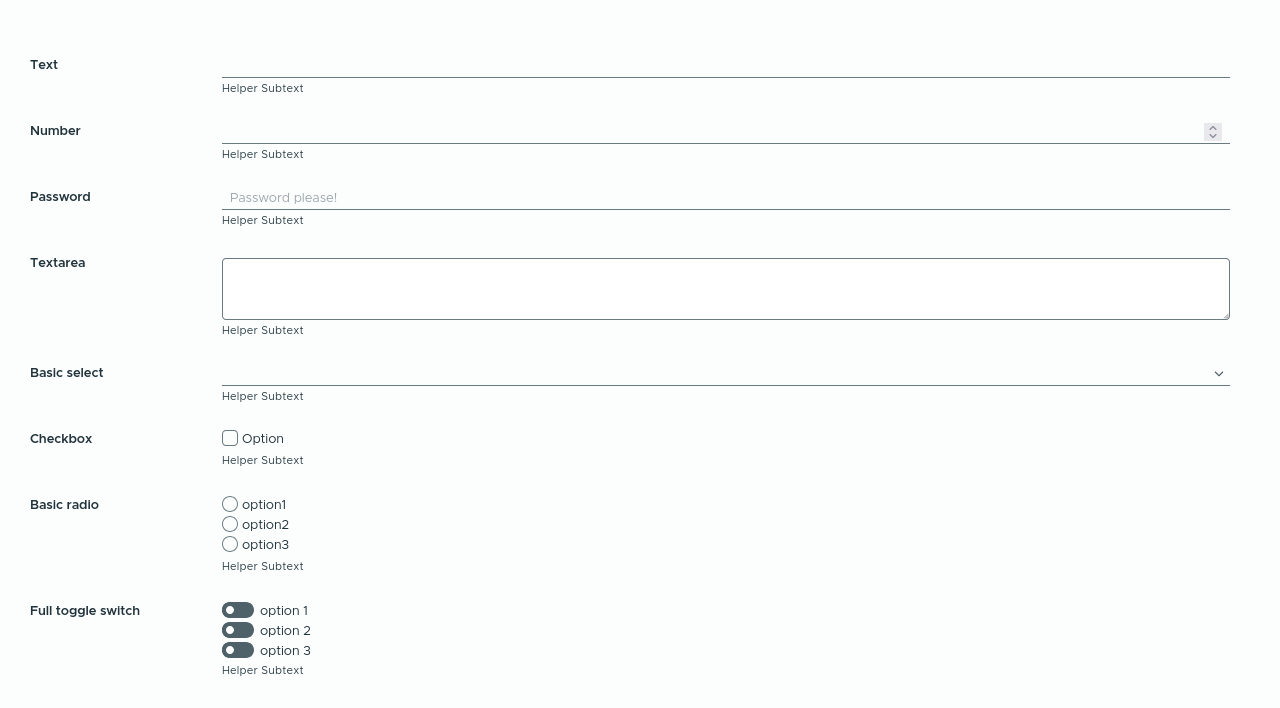 Text
Helper Subtext
Number
Helper Subtext
Password
Password please!
Helper Subtext
Textarea
Helper Subtext
Basic select
Helper Subtext
Checkbox
Option
Helper Subtext
Basic radio
option1
option2
option3
Helper Subtext
Full toggle switch
option 1
option 2
option 3
Helper Subtext